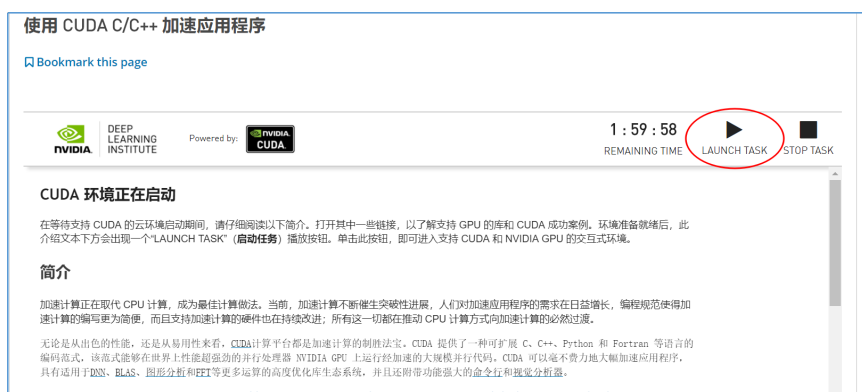 使用 CUDA C/C++ 加速应用程序
Bookmark this page
NVIDIA.
DEEP
LEARNING
INSTITUTE
Powered by:
NVIDIA.
CUDA.
1 : 59 : 58
REMAINING TIME
LAUNCH TASK
STOP TASK
CUDA 环境正在启动
在等待支持 CUDA 的云环境启动期间，请仔细阅读以下简介。打开其中一些链接，以了解支持 GPU 的库和 CUDA 成功案例。环境准备就绪后，此
介绍文本下方会出现一个“LAUNCH TASK”（启动任务）播放按钮。单击此按钮，即可进入支持 CUDA 和 NVIDIA GPU 的交互式环境。
简介
加速计算正在取代 CPU 计算，成为最佳计算做法。当前，加速计算不断催生突破性进展，人们对加速应用程序的需求在日益增长，编程规范使得加
速计算的编写更为简便，而且支持加速计算的硬件也在持续改进；所有这一切都在推动 CPU 计算方式向加速计算的必然过渡。
无论是从出色的性能，还是从易用性来看，CUDA计算平台都是加速计算的制胜法宝。CUDA 提供了一种可扩展 C、C++、Python 和 Fortran 等语言的
编码范式，该范式能够在世界上性能超强劲的并行处理器 NVIDIA GPU 上运行经加速的大规模并行代码。CUDA 可以毫不费力地大幅加速应用程序，
具有适用于DNN、BLAS、图形分析和FFT等更多运算的高度优化库生态系统，并且还附带功能强大的命令行和视觉分析器。